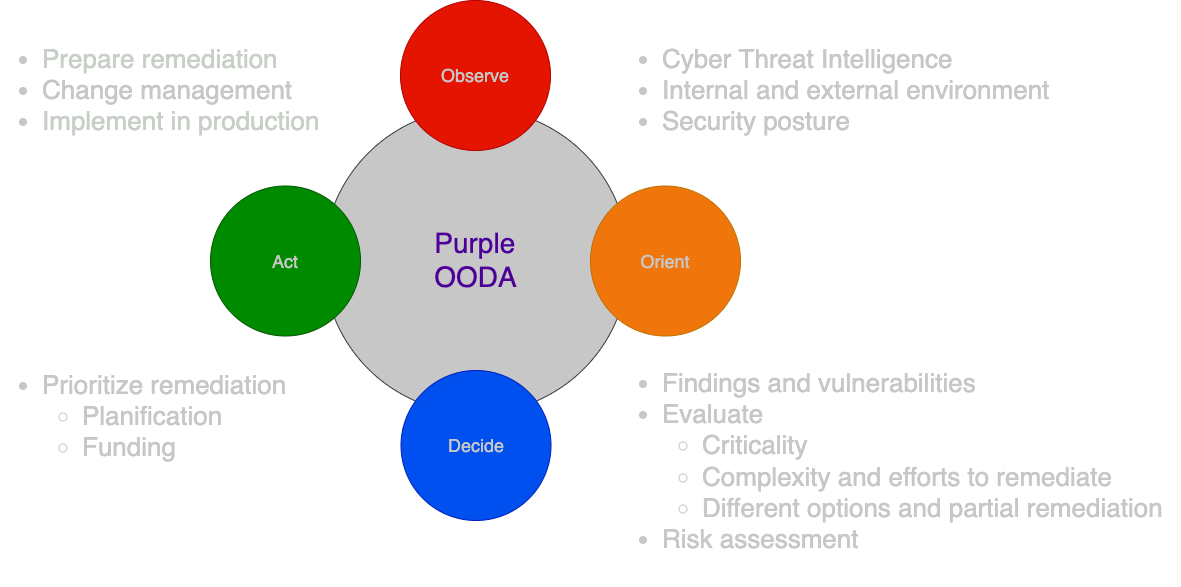 Observe
Prepare remediation
Change management
Implement in production
Cyber Threat Intelligence
Internal and external environment
Security posture
Act
Purple
OODA
Orient
Prioritize remediation
Planification
Funding
Decide
Findings and vulnerabilities
Evaluate
Criticality
Complexity and efforts to remediate
Different options and partial remediation
Risk assessment